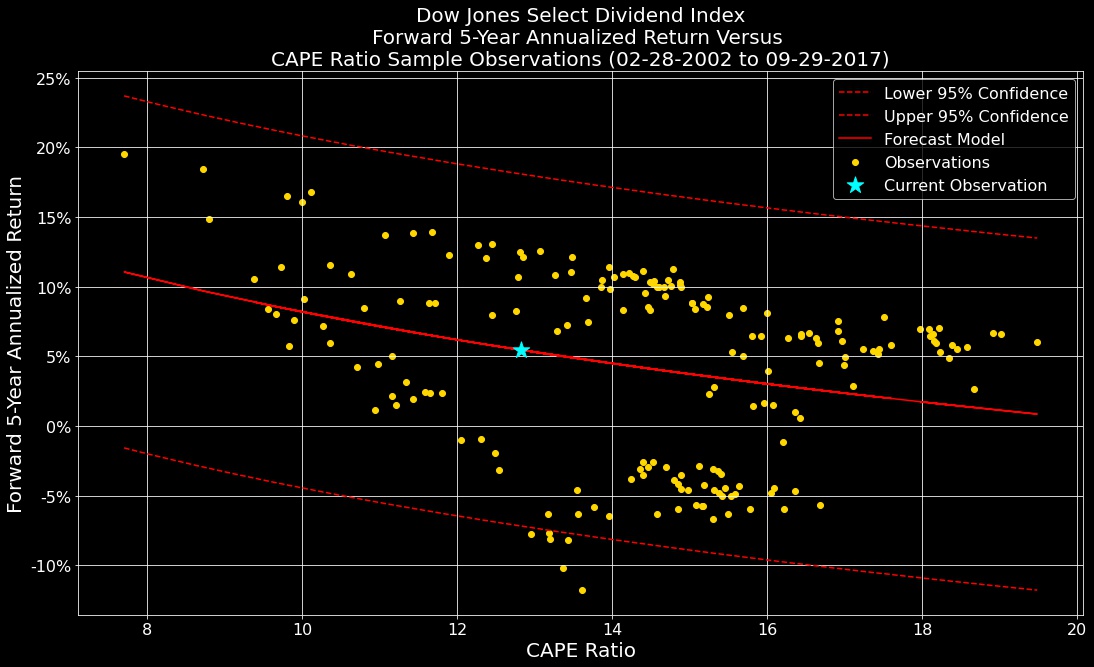 Dow Jones Select Dividend Index
Forward 5-Year Annualized Return Versus
CAPE Ratio Sample Observations (02-28-2002 to 09-29-2017)
Forward 5-Year Annualized Return
25%
20%
15%
10%
5%
0%
-5%
-10%
Lower 95% Confidence
Upper 95% Confidence
Forecast Model
Observations
Current Observation
8 10 12 14 16 18 20
CAPE Ratio